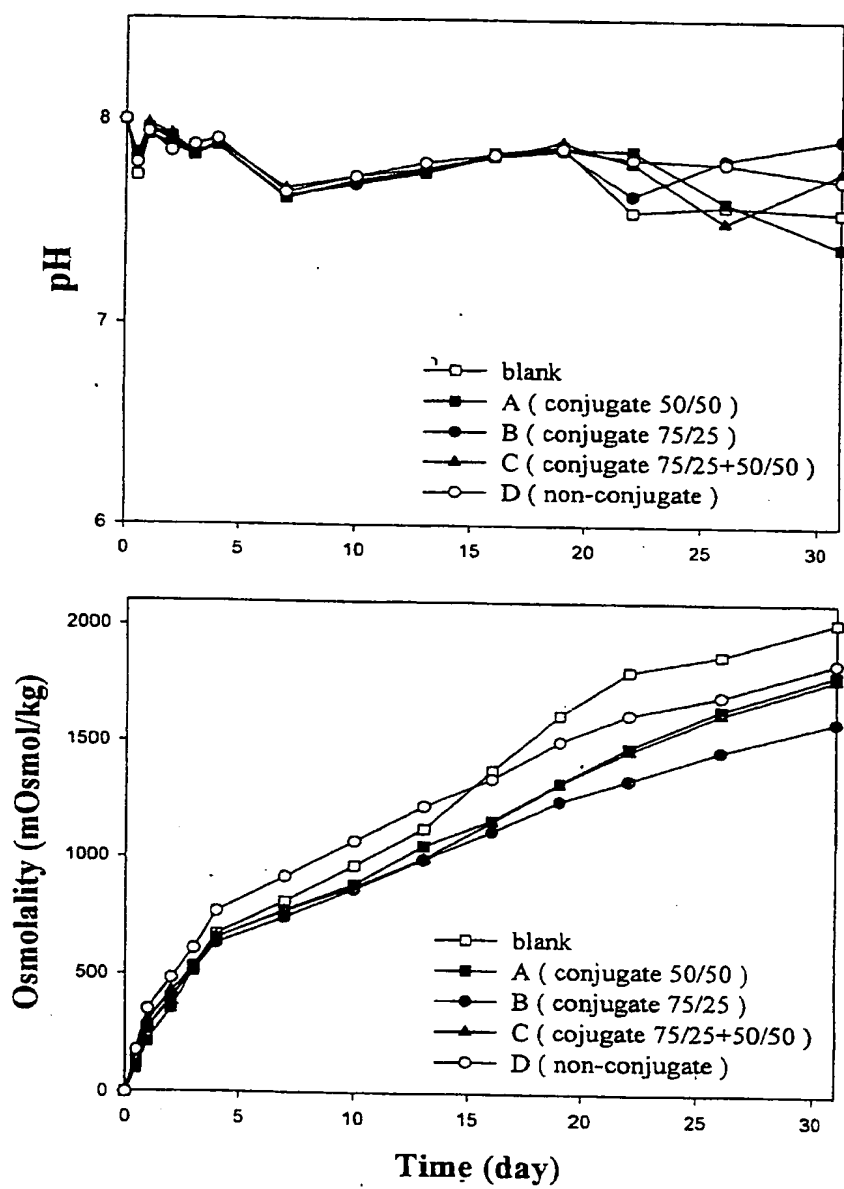 pH
8
7
6
blank
A ( conjugate 50/50 )
B ( conjugate 75/25 )
C ( conjugate 75/25+50/50 )
D ( non-conjugate )
0 5 10 15 20 25 30
Osmolality (mOsmol/kg)
2000
1500
1000
500
0
blank
A ( conjugate 50/50 )
B ( conjugate 75/25 )
C ( cojugate 75/25+50/50 )
D ( non-conjugate )
0 5 10 15 20 25 30
Time (day)